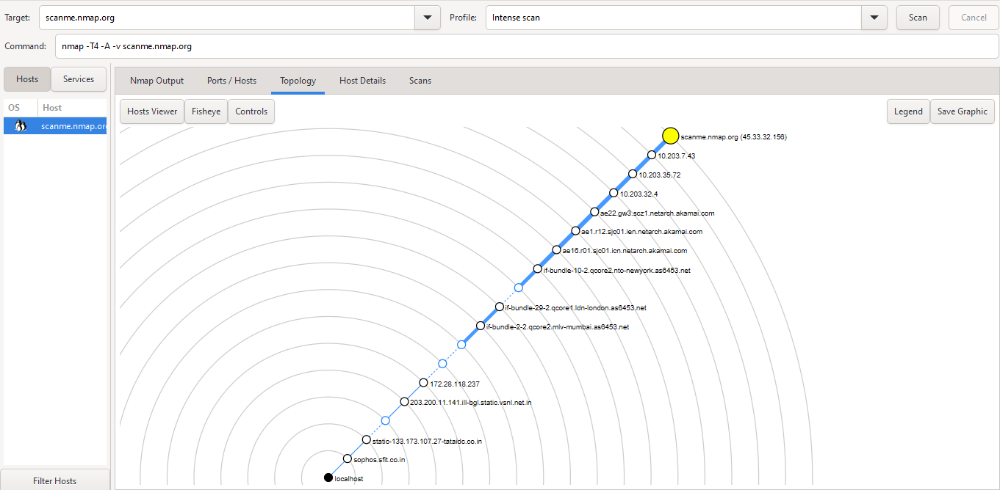 Target: scanme.nmap.org Profile: Intense scan Scan Cancel
Command: nmap -T4 -A -v scanme.nmap.org
Hosts Services
Nmap Output Ports / Hosts Topology Host Details Scans
OS Host
scanme.nmap.or
Hosts Viewer Fisheye Controls Legend Save Graphic
scanme.nmap.org (45.33.32.156)
10.203.7.43
10.203.35.72
10.203.32.4
ae22.gw3.scz1.netarch.akamai.com
ae1.r12.sjc01.ien.netarch.akamai.com
ae16.r01.sjc01.icn.netarch.akamai.com
if-bundle-10-2.qcore2.nto-newyork.as6453.net
if-bundle-29-2.qcore1.ldn-london.as6453.net
if-bundle-2-2.qcore2.mlv-mumbai.as6453.net
172.28.118.237
203.200.11.141.ill-bgl.static.vsnl.net.in
static-133.173.107.27-tataidc.co.in
sophos.sfit.co.in
localhost
Filter Hosts